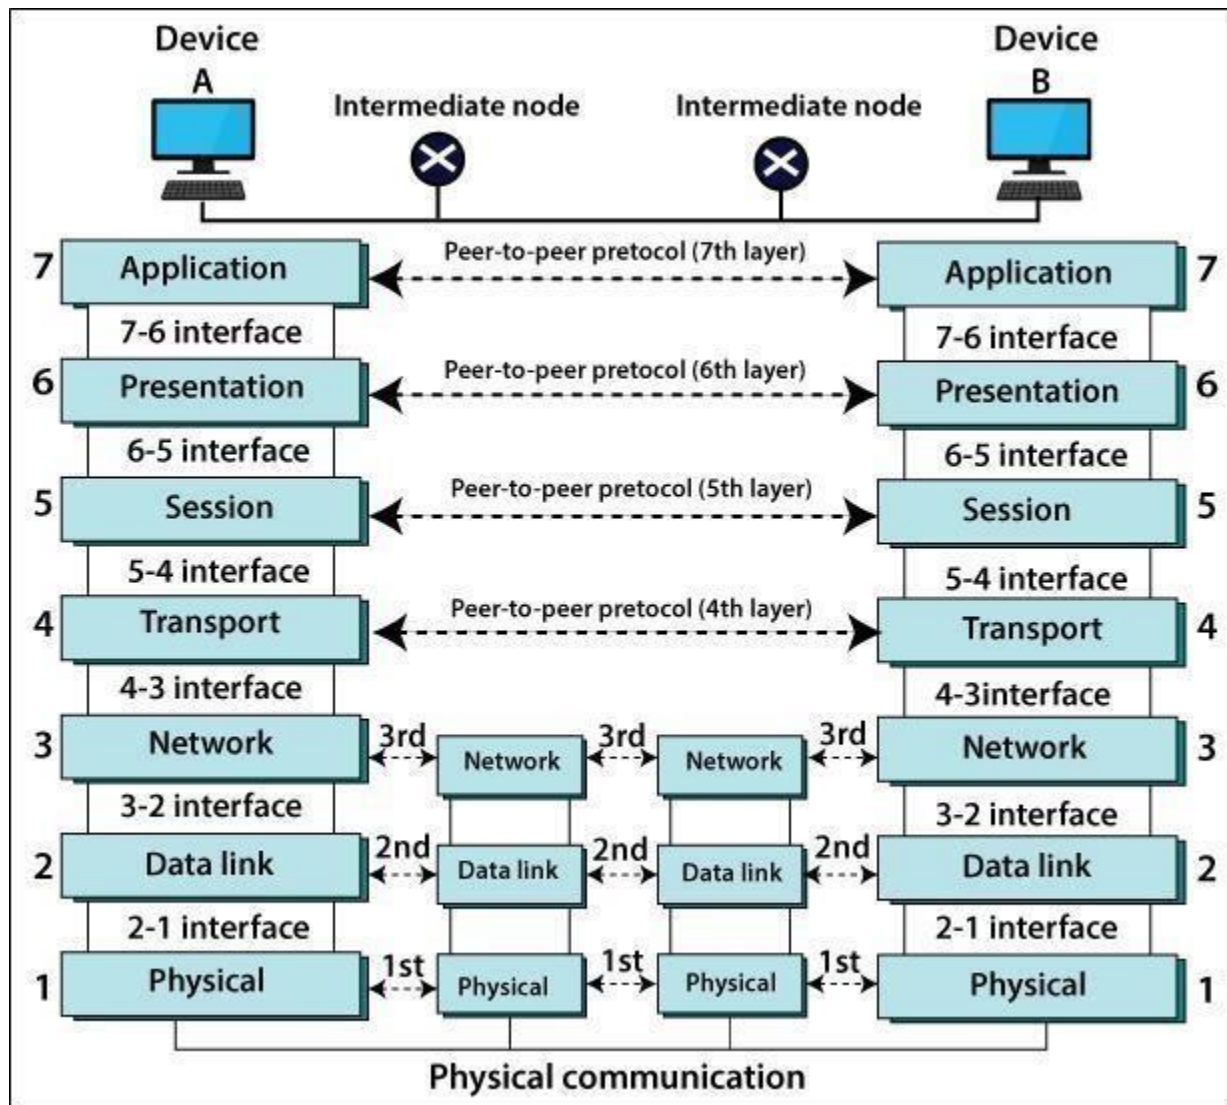 Device
A
Device
B
Intermediate node
Intermediate node
7
Application
Peer-to-peer pretocol (7th layer)
Application
7
7-6 interface
7-6 interface
6
Presentation
Peer-to-peer pretocol (6th layer)
Presentation
6
6-5 interface
6-5 interface
5
Session
Peer-to-peer pretocol (5th layer)
Session
5
5-4 interface
5-4 interface
4
Transport
Peer-to-peer pretocol (4th layer)
Transport
4
4-3 interface
4-3interface
3
Network
3rd
Network
3rd
Network
3rd
Network
3
3-2 interface
3-2 interface
2
Data link
2nd
Data link
2nd
Data link
2nd
Data link
2
2-1 interface
2-1 interface
1
Physical
1st
Physical
1st
Physical
1st
Physical
1
Physical communication